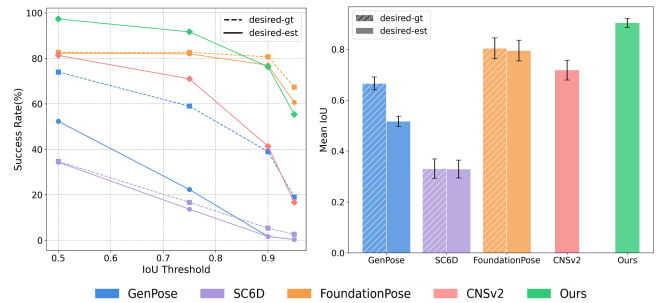 100
80
60
40
20
0
Success Rate(%)
0.5
0.6
0.7
0.8
0.9
IoU Threshold
desired-gt
desired-est
0.8
0.6
0.4
0.2
0.0
Mean IoU
desired-gt
desired-est
GenPose
SC6D
FoundationPose
CNSv2
Ours
GenPose
SC6D
FoundationPose
CNSv2
Ours